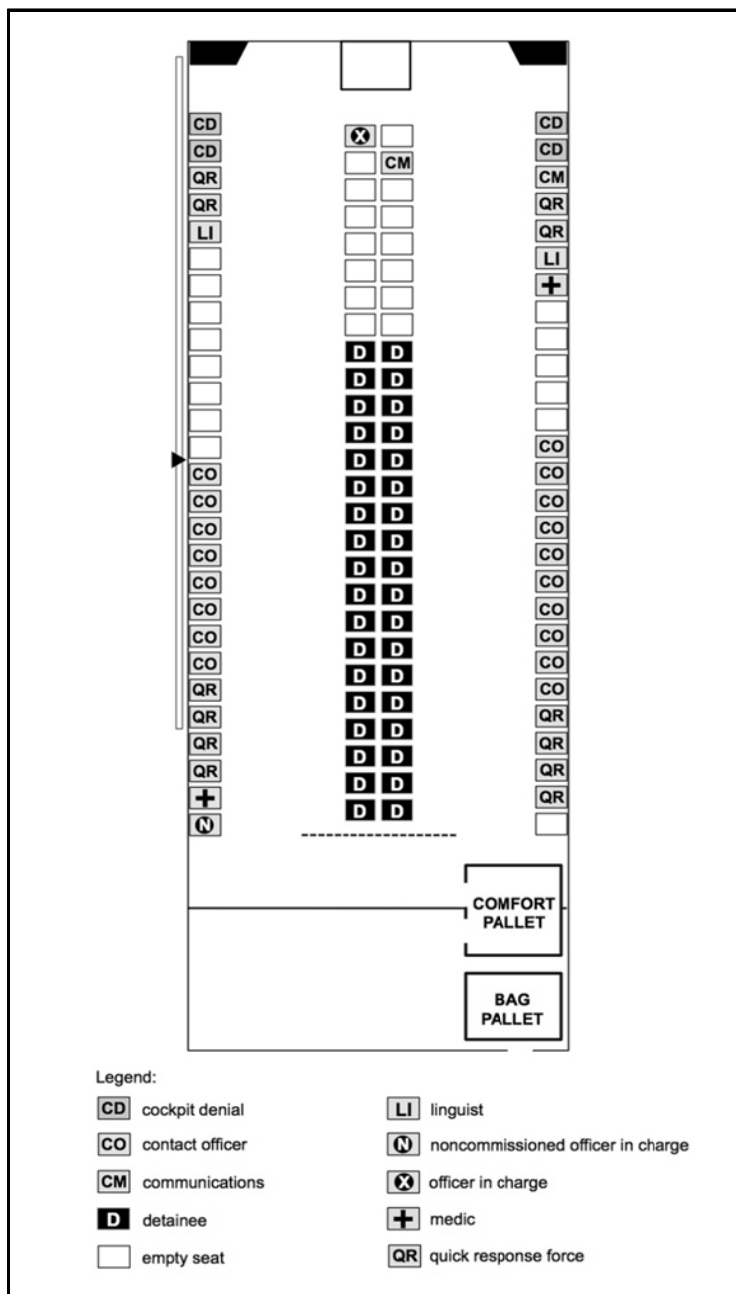 CD X CD
CD CM CD
QR CM
QR QR
LI QR
LI
+
D D
D D
D D
D D CO
CO D D CO
CO D D CO
CO D D CO
CO D D CO
CO D D CO
CO D D CO
CO D D CO
CO D D CO
QR D D CO
QR D D QR
QR D D QR
QR D D QR
+ D D QR
N D D
COMFORT
PALLET
BAG
PALLET
Legend:
CD cockpit denial
CO contact officer
CM communications
D detainee
empty seat
LI linguist
N noncommissioned officer in charge
X officer in charge
+ medic
QR quick response force